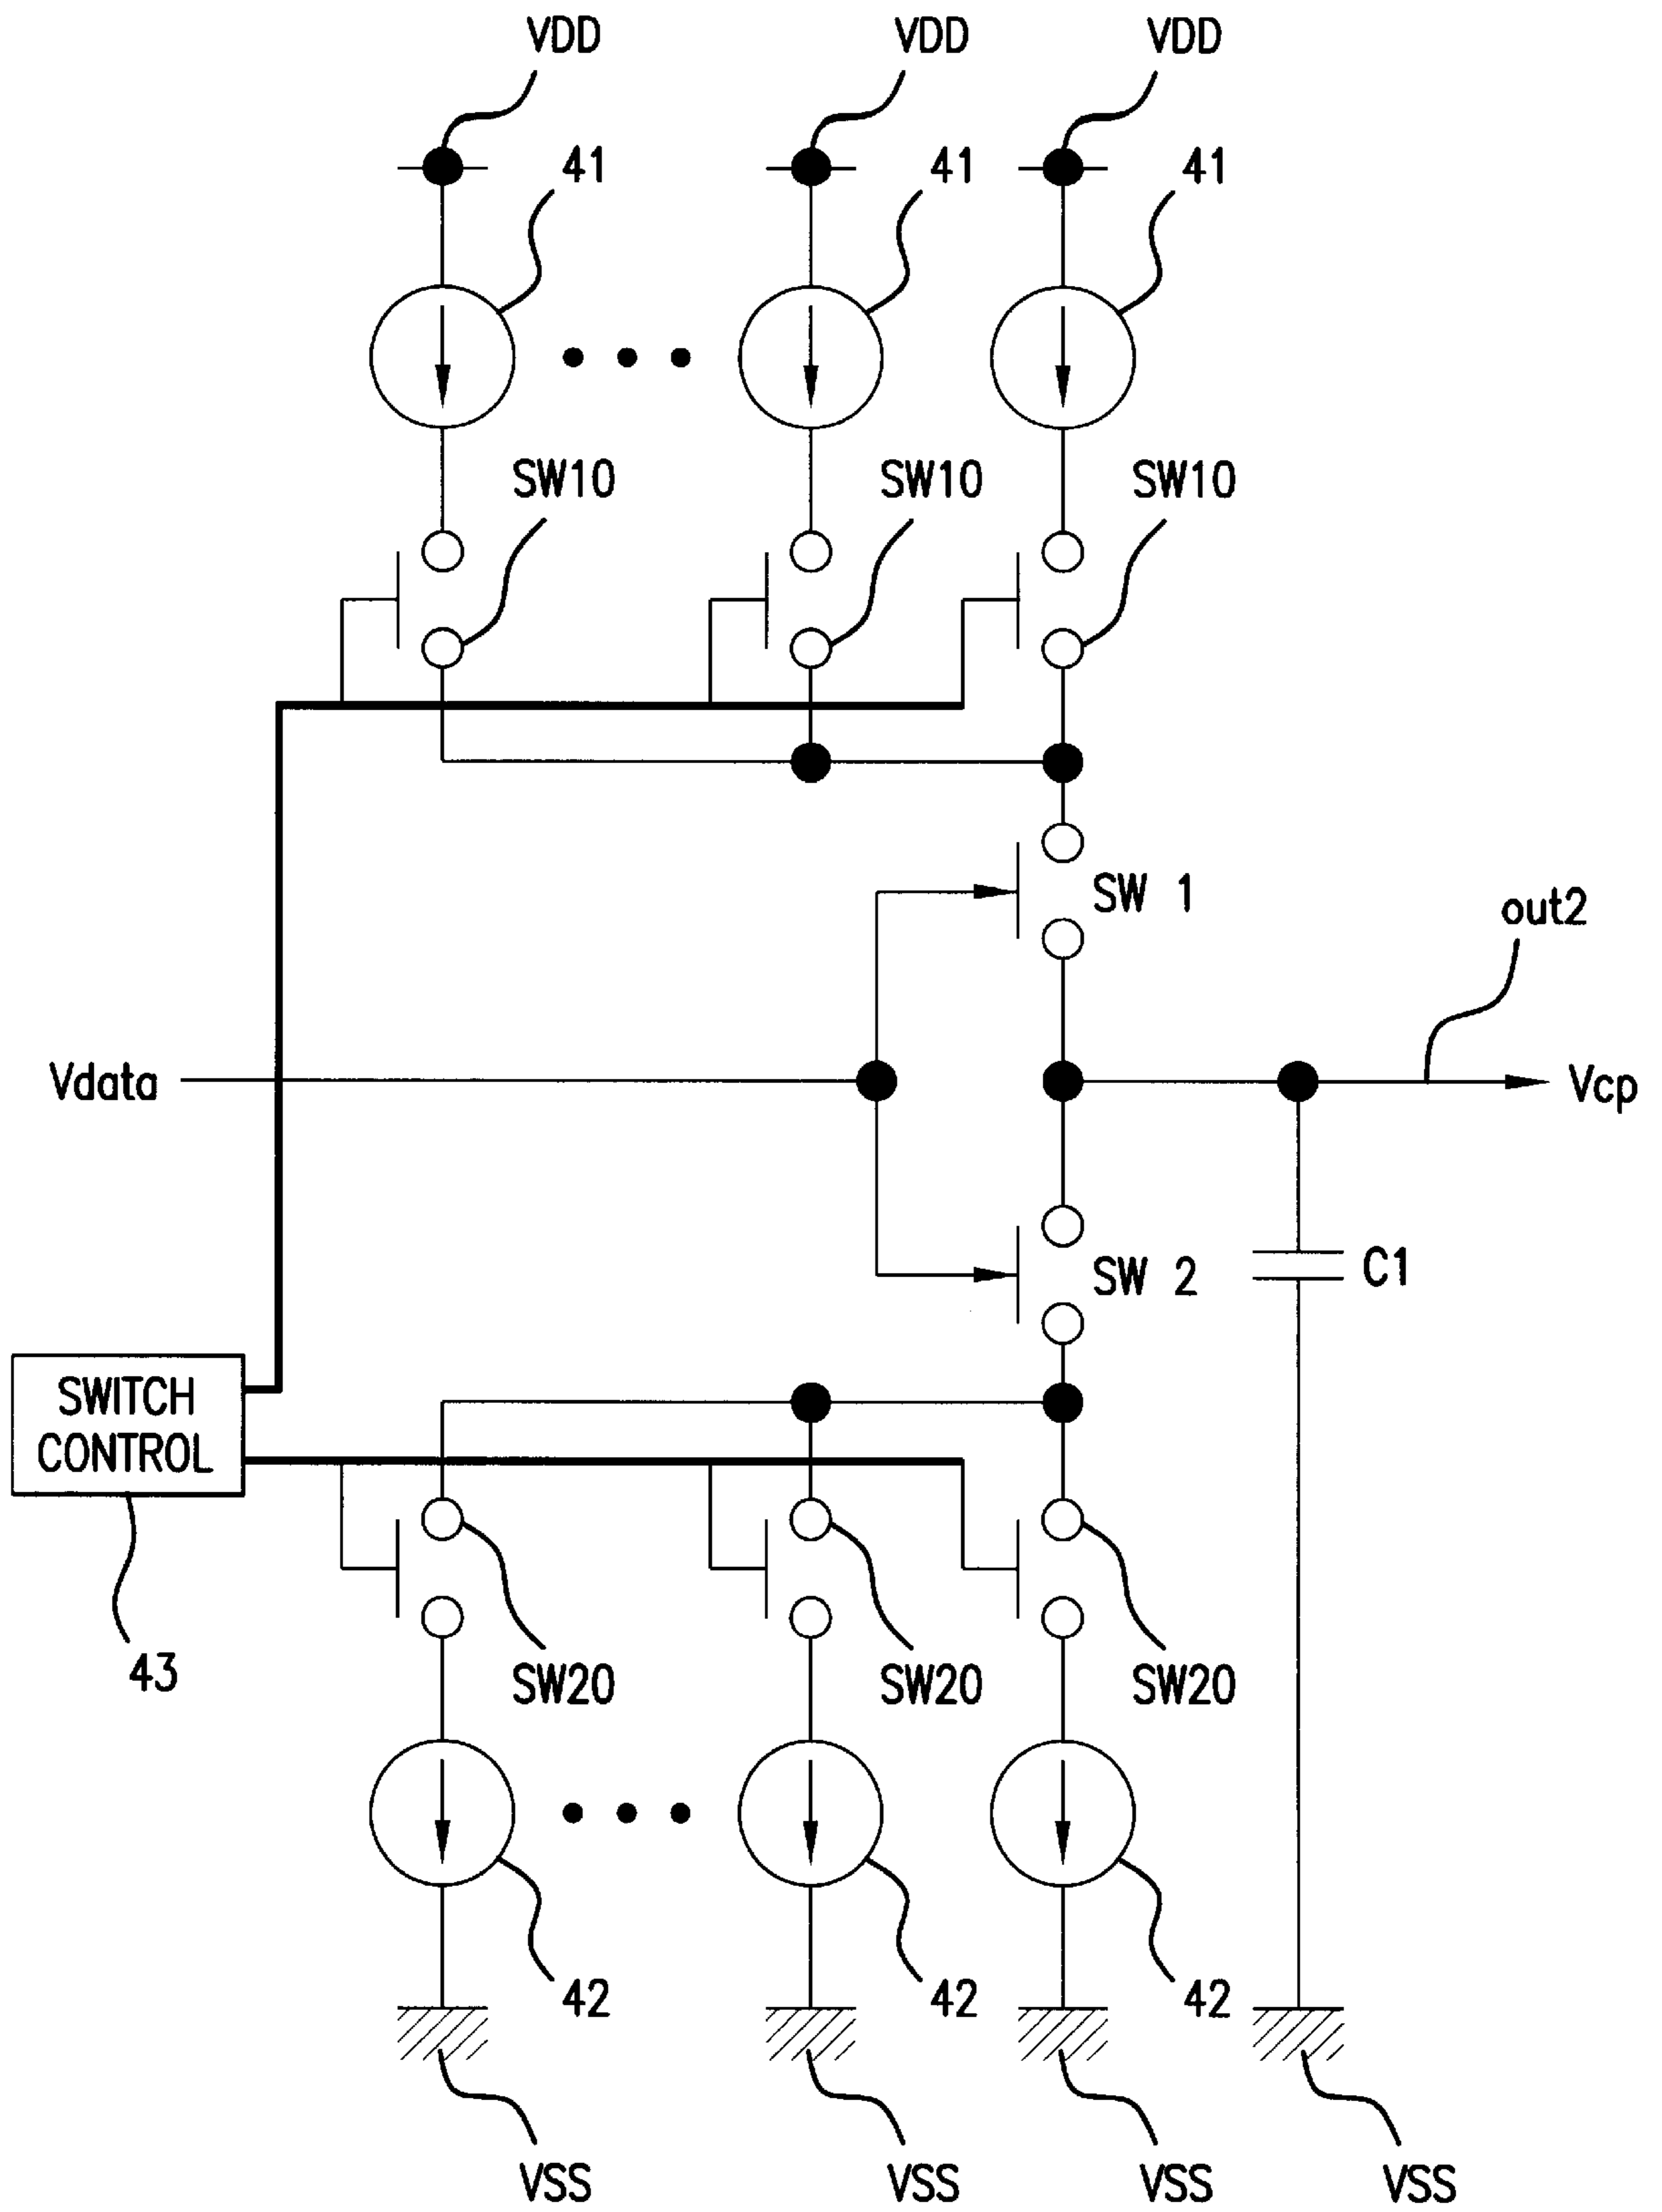 VDD VDD VDD
41 41 41
SW10 SW10 SW10
SW 1
out2
Vdata
Vcp
SW 2
C1
SWITCH
CONTROL
43
SW20 SW20 SW20
42 42 42
VSS VSS VSS VSS